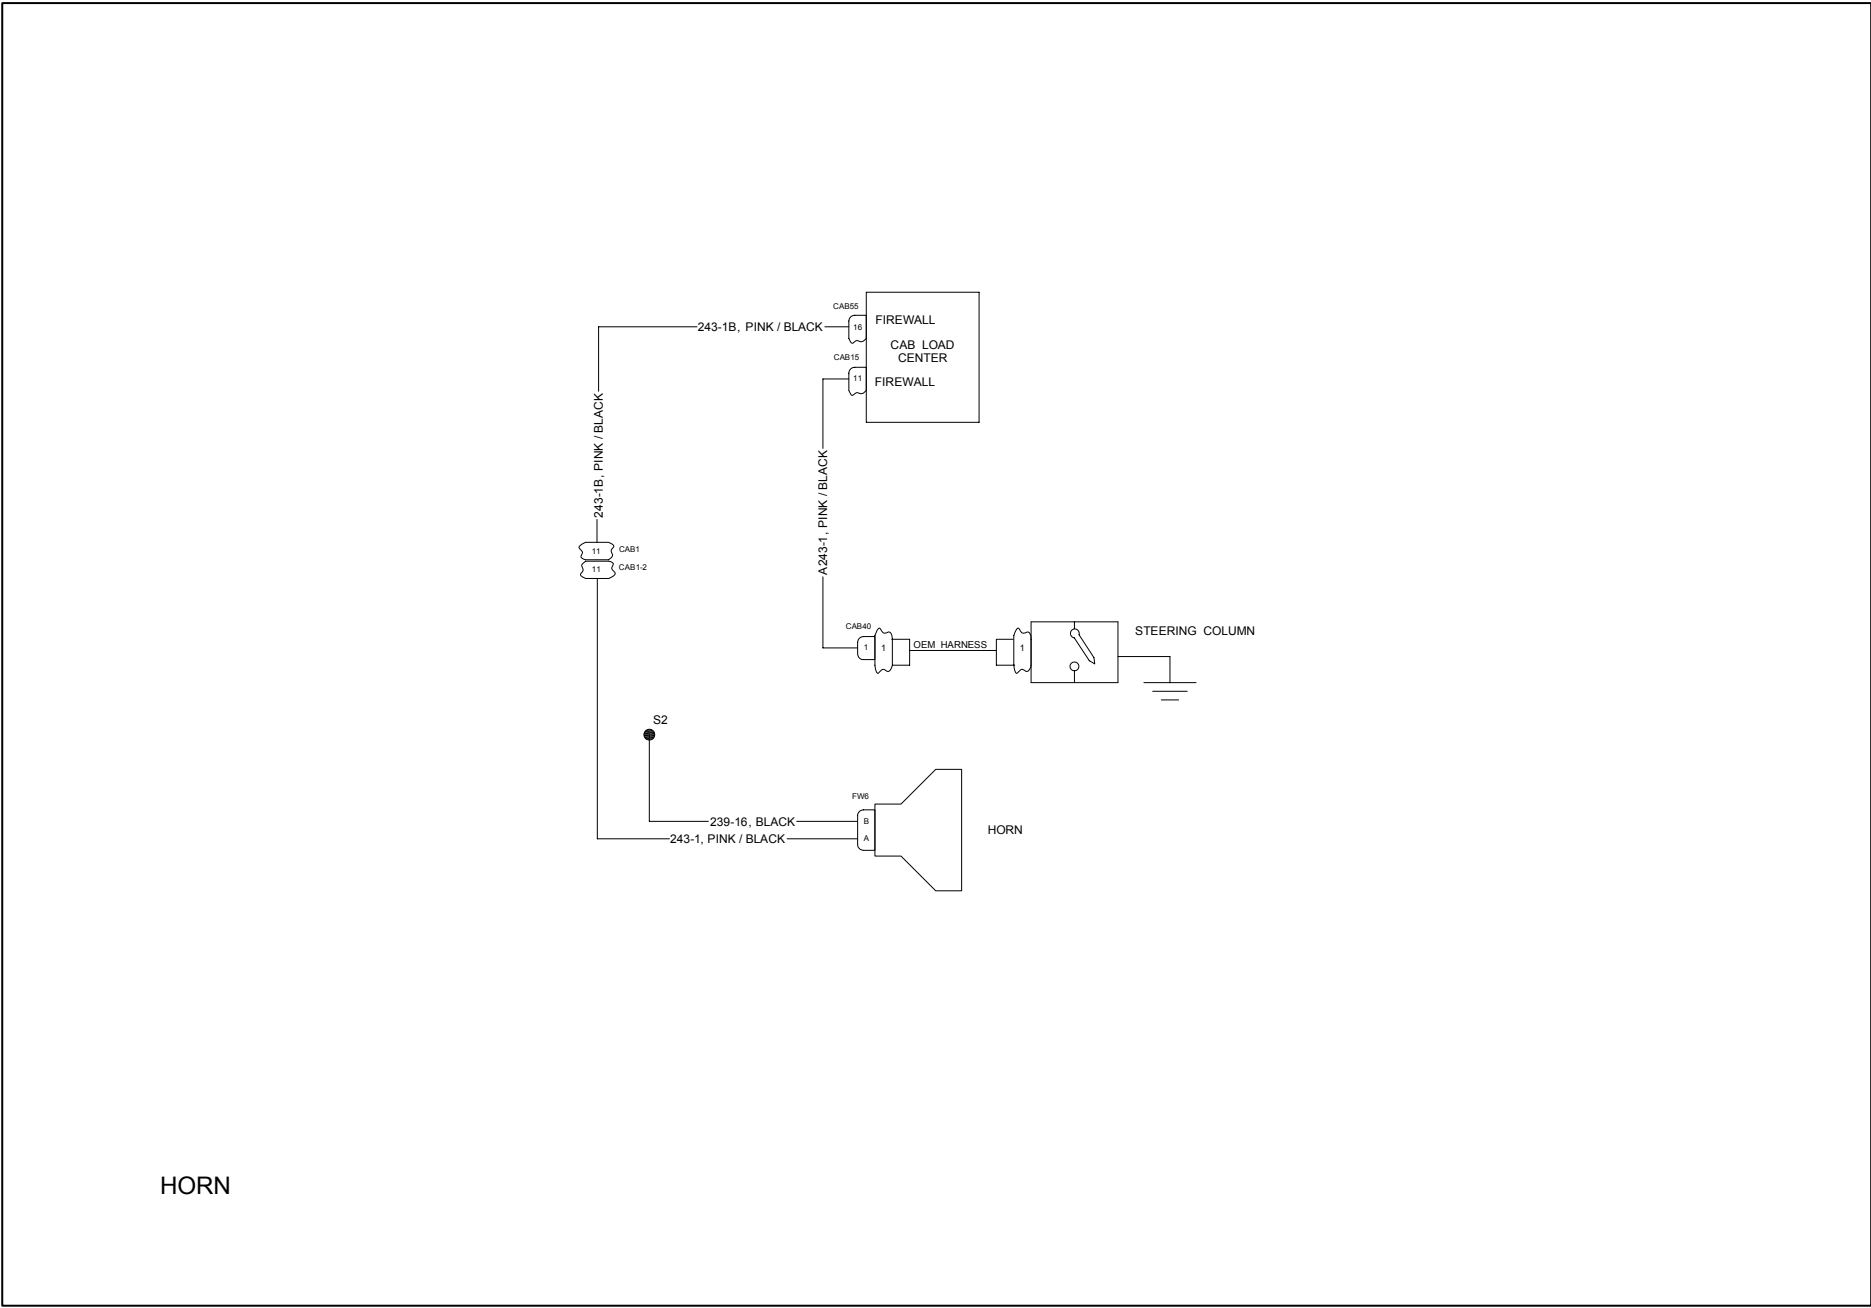 CAB55
16
FIREWALL
243-1B, PINK / BLACK
CAB LOAD
CENTER
CAB15
11
FIREWALL
243-1B, PINK / BLACK
A243-1, PINK / BLACK
11 CAB1
11 CAB1-2
CAB40
1 1 OEM HARNESS 1
STEERING COLUMN
S2
FW6
239-16, BLACK B
243-1, PINK / BLACK A
HORN
HORN